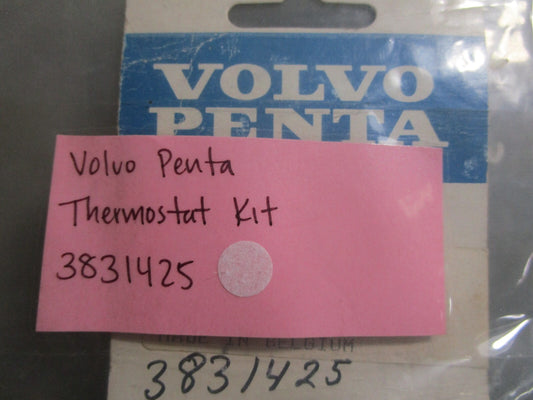 VOLVO
PENTA
Volvo Penta
Thermostat Kit
3831425
MADE IN BELGIUM
3831425